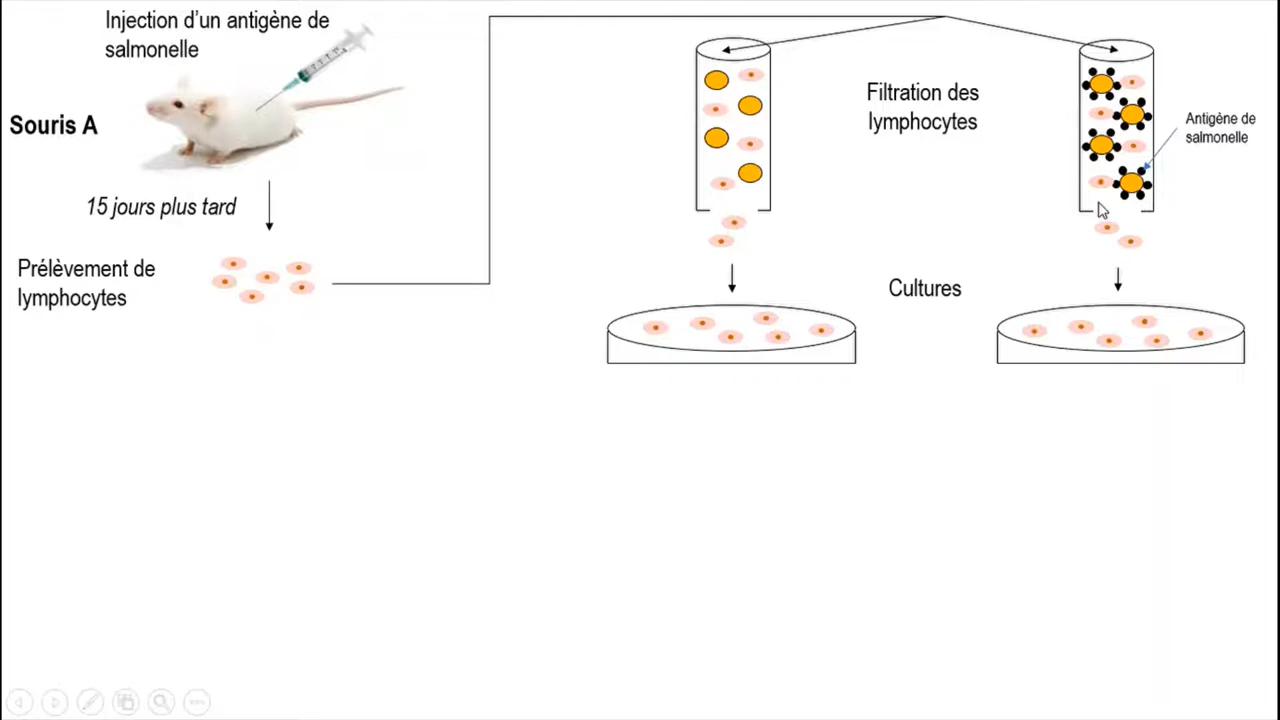 Injection d’un antigène de
salmonelle
Souris A
15 jours plus tard
Prélèvement de
lymphocytes
Filtration des
lymphocytes
Antigène de
salmonelle
Cultures